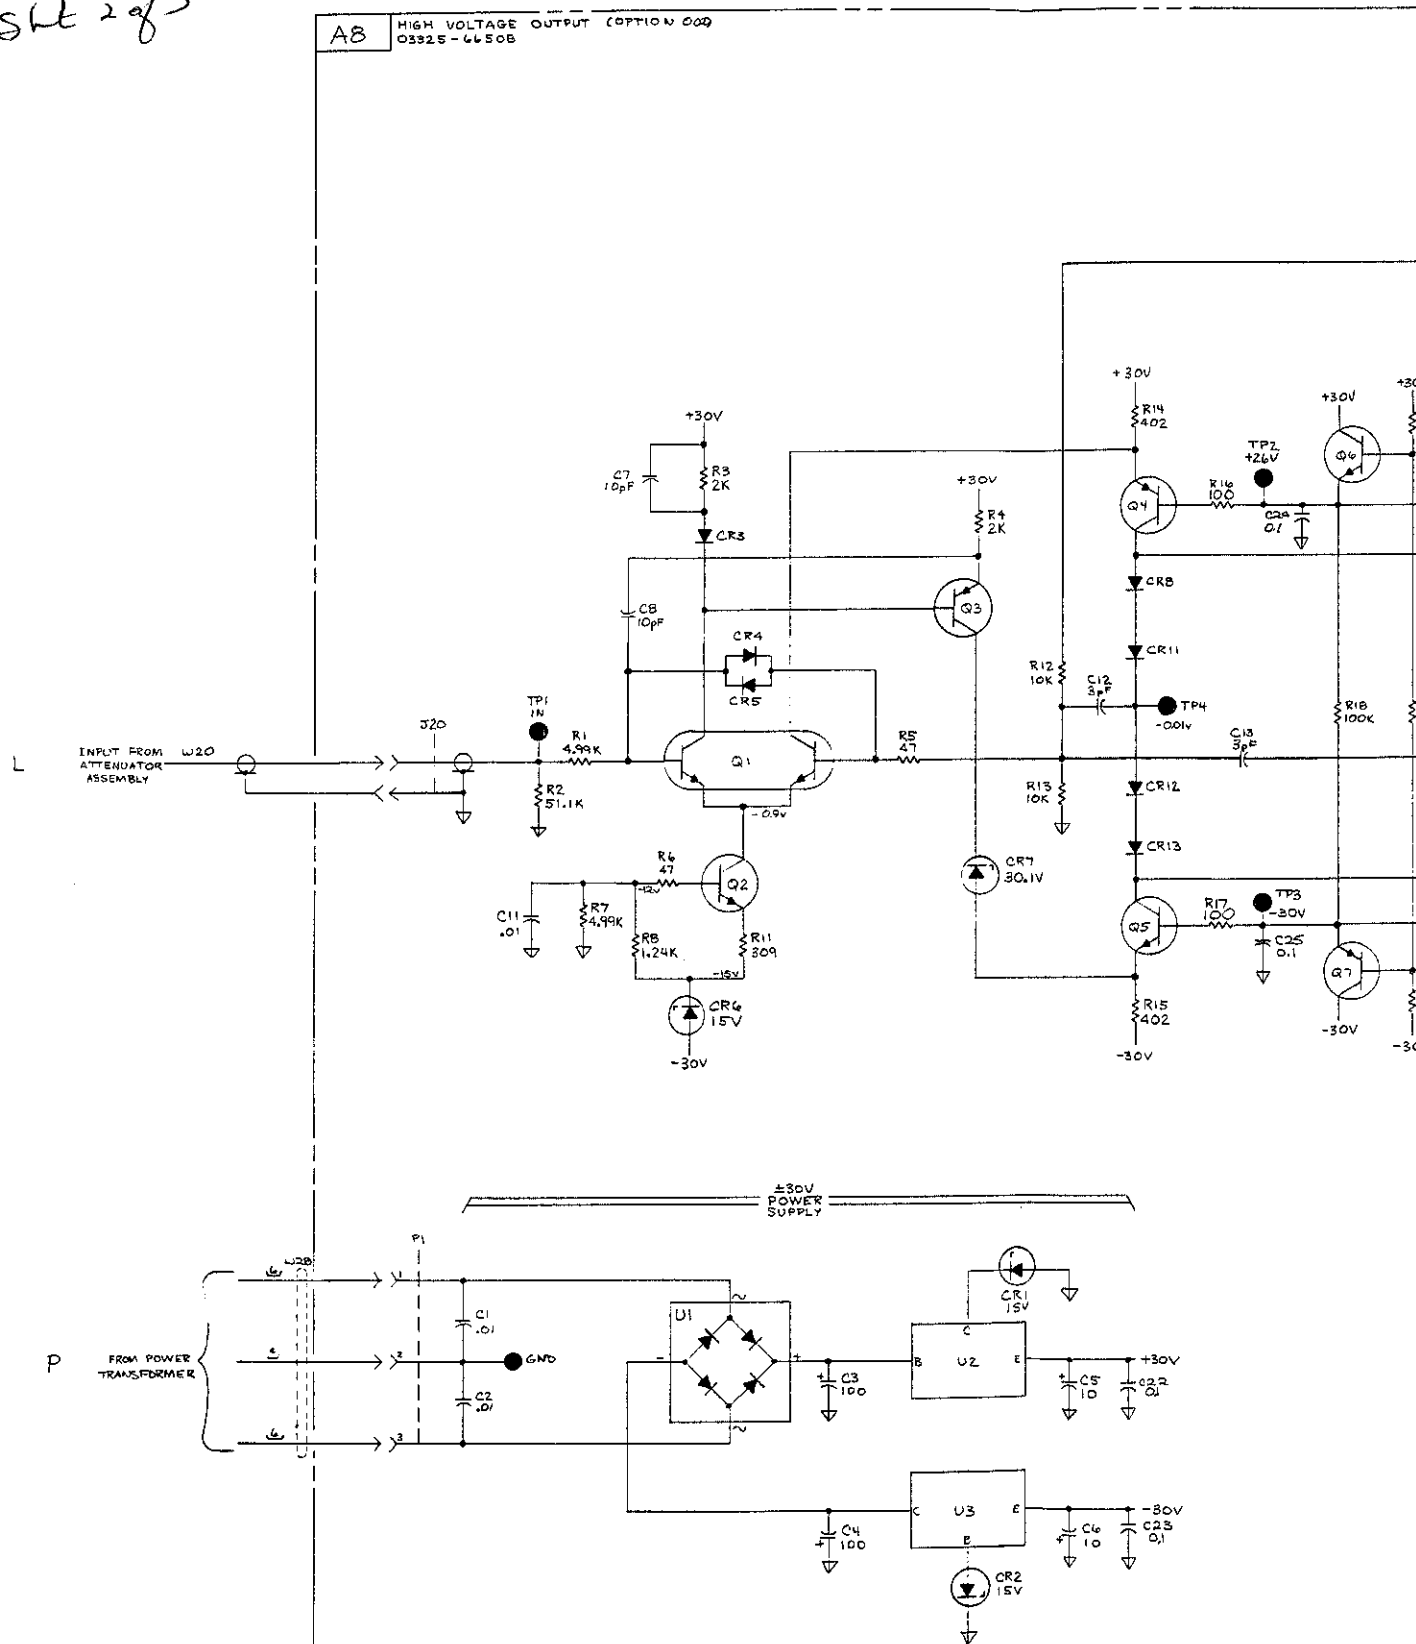 Sht 2 of
A8
HIGH VOLTAGE OUTPUT (OPTION 002)
03325-66508
+30V
R14
402
+30V
+30
TP2
+26V
Q6
Q4
R16
100
C24
0.1
+30V
C7
10pF
R3
2K
+30V
R4
2K
CR3
CR8
Q3
C8
10pF
CR4
CR5
CR11
R12
10K
C12
3pF
TP4
-0.01V
R18
100K
TP1
IN
J20
L
INPUT FROM
ATTENUATOR
ASSEMBLY
W20
R1
4.99K
R2
51.1K
Q1
R5
47
C13
3pF
R13
10K
CR12
-0.9V
CR13
R6
47
-12V
Q2
CR7
30.1V
C11
.01
R7
4.99K
R8
1.24K
R11
309
-15V
CR6
15V
-30V
R17
100
TP3
-30V
Q5
C25
0.1
Q7
R15
402
-30V
-30V
-30
±30V
POWER
SUPPLY
W28
P1
6
1
C1
.01
P
FROM POWER
TRANSFORMER
2
GND
C2
.01
6
3
U1
~
-
+
~
CR1
15V
C
B
U2
E
+
C3
100
+
C5
10
+30V
C22
0.1
C
U3
E
B
+
C4
100
+
C6
10
-30V
C23
0.1
CR2
15V